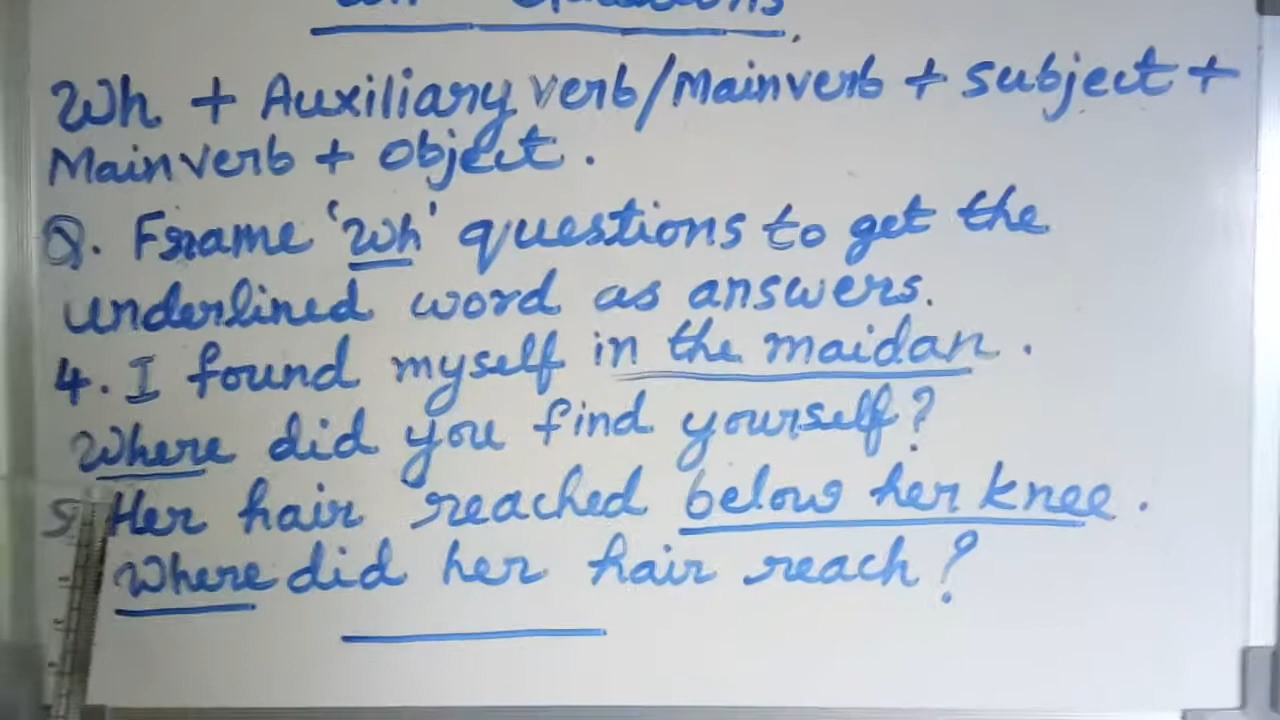 Wh + Auxiliary verb/Mainverb + subject +
Mainverb + object.
Q. Frame 'Wh' questions to get the
underlined word as answers.
4. I found myself in the maidan.
Where did you find yourself?
5 Her hair reached below her knee.
Where did her hair reach?